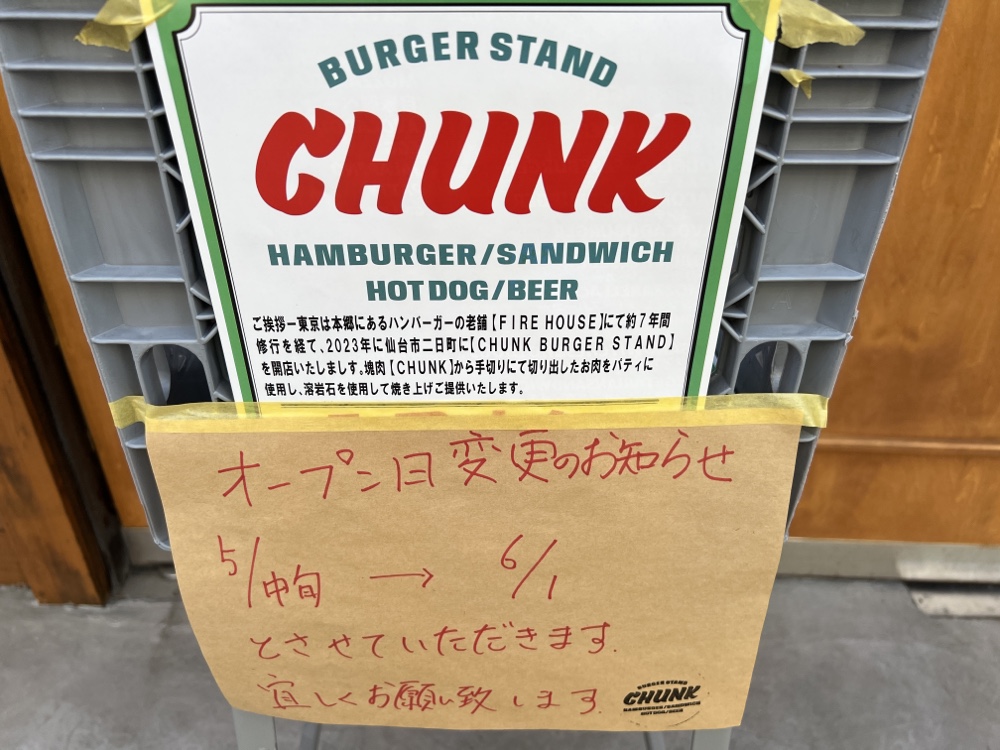 BURGER STAND
CHUNK
HAMBURGER/SANDWICH
HOT DOG/BEER
ご挨拶ー東京は本郷にあるハンバーガーの老舗【FIRE HOUSE】にて約7年間
修行を経て、2023年に仙台市二日町に【CHUNK BURGER STAND】
を開店いたしまします。塊肉【CHUNK】から手切りにて切り出したお肉をパティに
使用し、溶岩石を使用して焼き上げご提供いたします。
オープン日変更のお知らせ
5/中旬 → 6/1
とさせていただきます.
宜しくお願い致します.
BURGER STAND
CHUNK
HAMBURGER/SANDWICH
HOT DOG/BEER